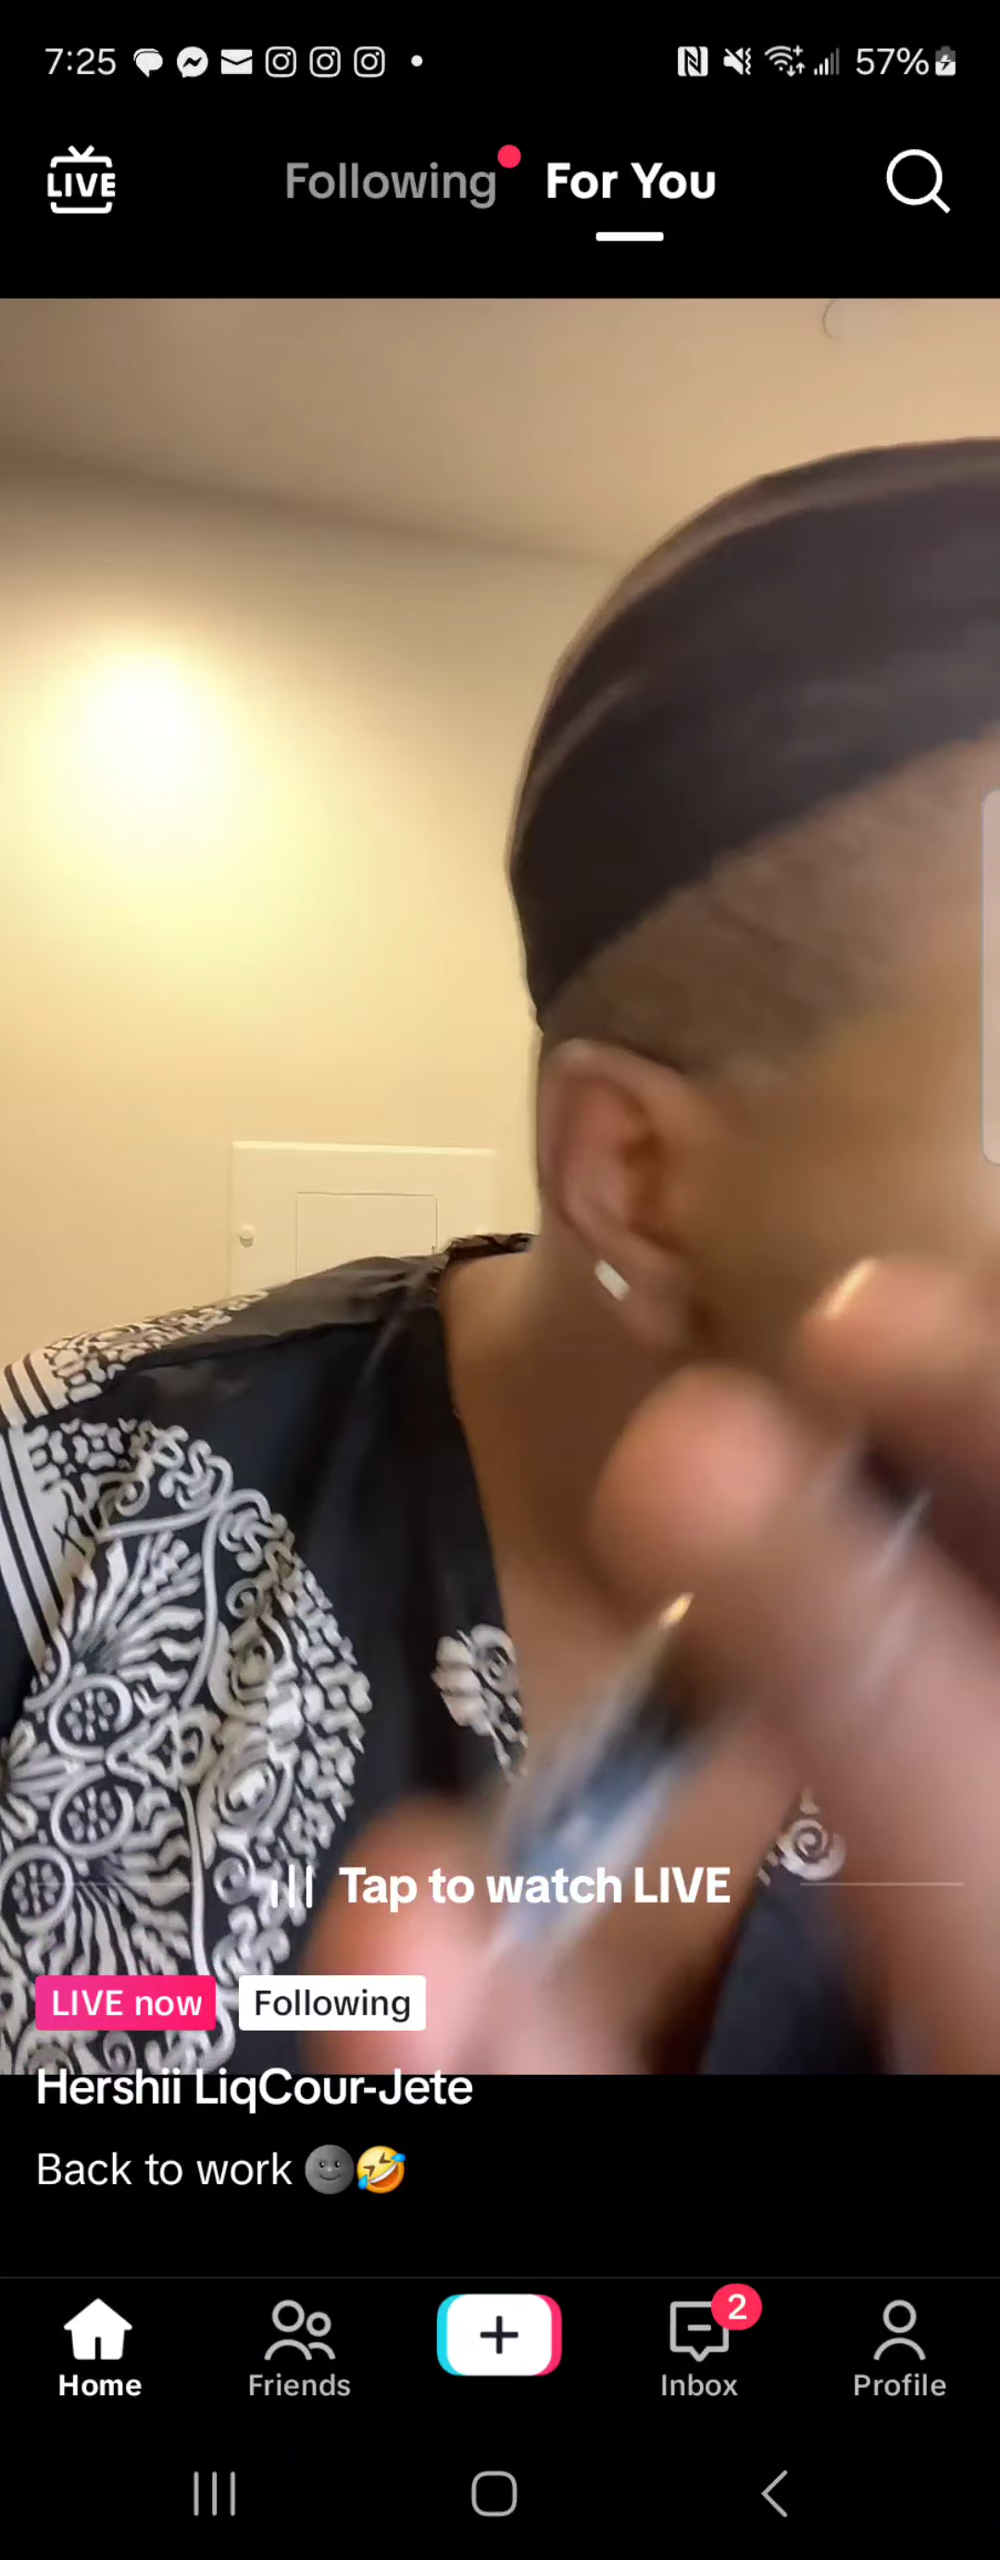 7:25 57%
LIVE Following For You
Tap to watch LIVE
LIVE now Following
Hershii LiqCour-Jete
Back to work 🌚🤣
2
Home Friends Inbox Profile